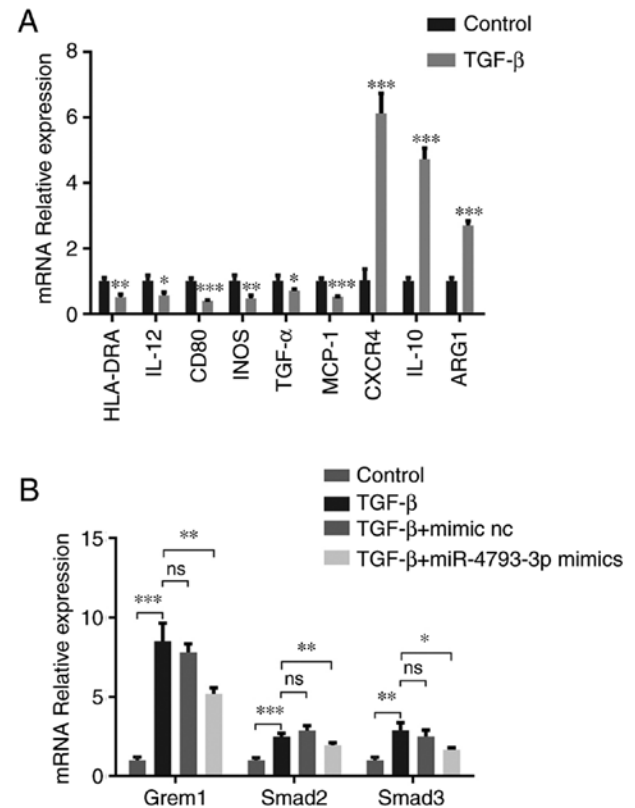 A
Control
TGF-β
mRNA Relative expression
8
6
4
2
0
** * *** ** * *** *** *** ***
HLA-DRA IL-12 CD80 INOS TGF-α MCP-1 CXCR4 IL-10 ARG1
B
Control
TGF-β
TGF-β+mimic nc
TGF-β+miR-4793-3p mimics
mRNA Relative expression
15
10
5
0
**
ns
***
**
ns
***
*
ns
**
Grem1 Smad2 Smad3